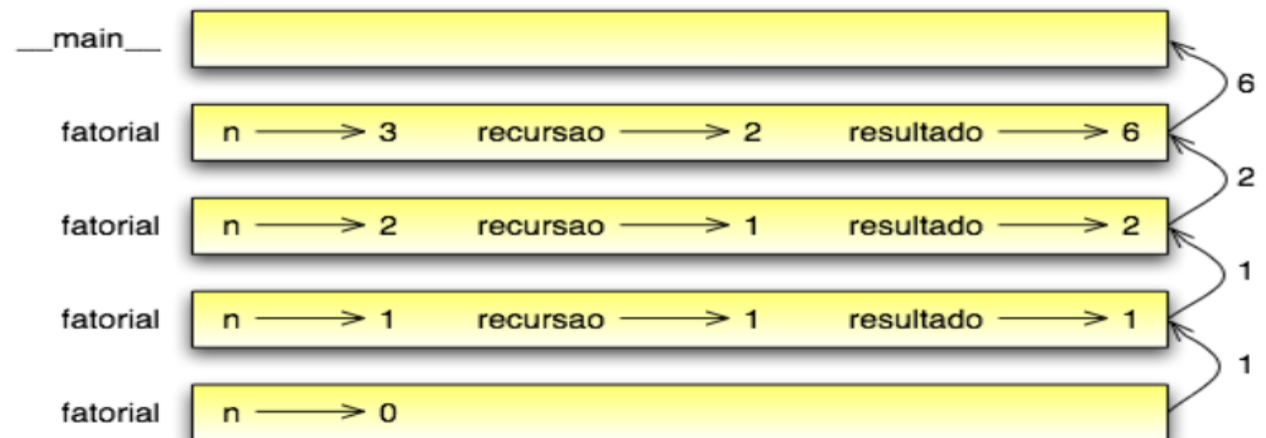 __main__
6
fatorial n 3 recursao 2 resultado 6
2
fatorial n 2 recursao 1 resultado 2
1
fatorial n 1 recursao 1 resultado 1
1
fatorial n 0